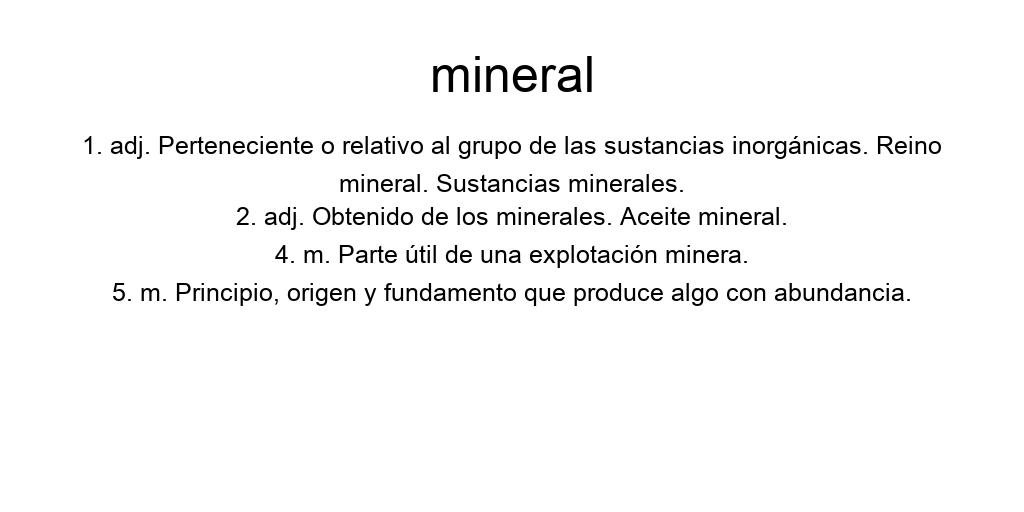 mineral
1. adj. Perteneciente o relativo al grupo de las sustancias inorgánicas. Reino
mineral. Sustancias minerales.
2. adj. Obtenido de los minerales. Aceite mineral.
4. m. Parte útil de una explotación minera.
5. m. Principio, origen y fundamento que produce algo con abundancia.